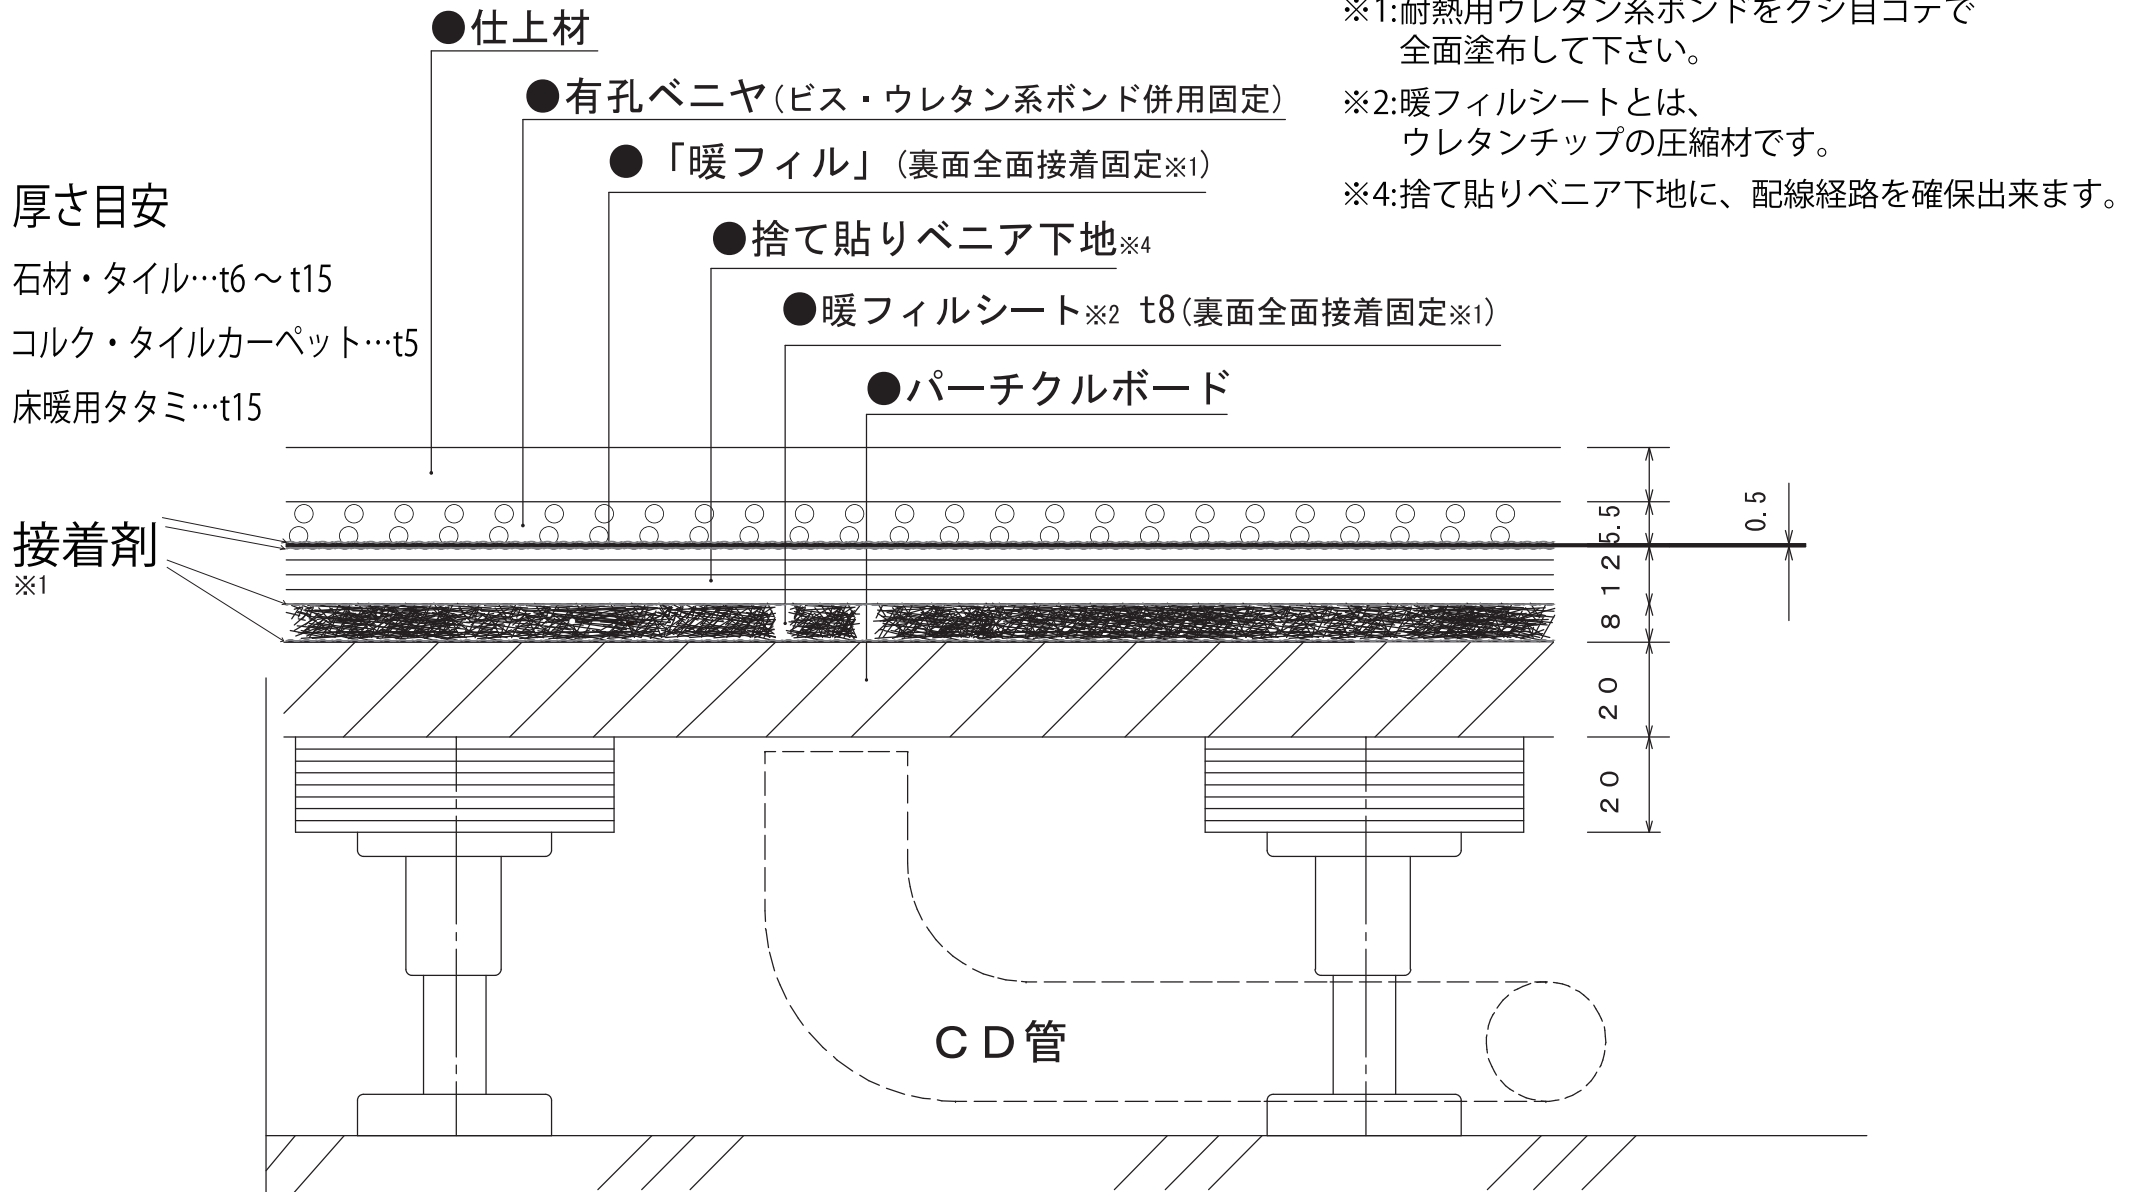 ●仕上材
●有孔ベニヤ(ビス・ウレタン系ボンド併用固定)
●「暖フィル」(裏面全面接着固定※1)
●捨て貼りベニア下地※4
●暖フィルシート※2 t8(裏面全面接着固定※1)
●パーチクルボード
※1:耐熱用ウレタン系ボンドをクシ目コテで
全面塗布して下さい。
※2:暖フィルシートとは、
ウレタンチップの圧縮材です。
※4:捨て貼りベニア下地に、配線経路を確保出来ます。
厚さ目安
石材・タイル…t6～t15
コルク・タイルカーペット…t5
床暖用タタミ…t15
接着剤
※1
0.5
5.5
12
8
20
20
CD管